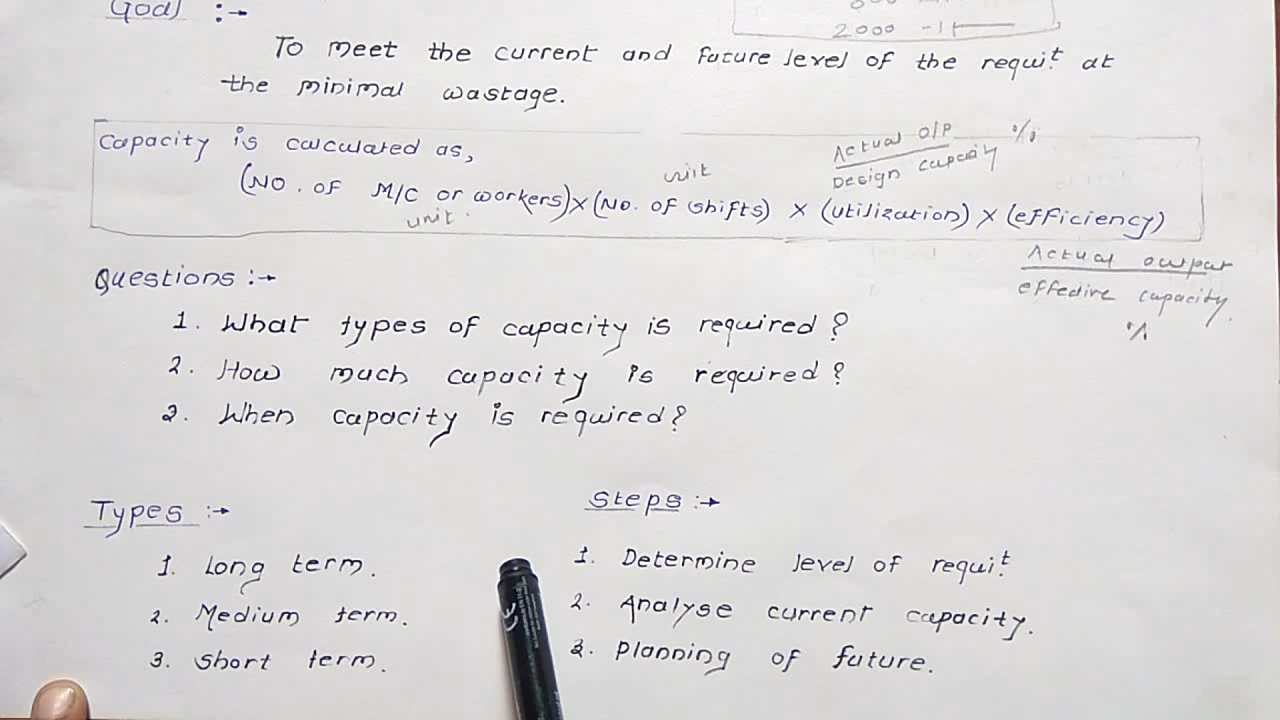 Goal :→
2000 -11
To meet the current and future level of the requi.t at
the minimal wastage.
Capacity is calculated as,
Actual O/P %
Design capacity
unit
(No. of M/C or workers)×(No. of shifts) × (utilization) × (efficiency)
unit.
Actual output
effective capacity.
%
Questions :→
1. What types of capacity is required?
2. How much capacity is required?
3. When capacity is required?
Types :→
1. Long term.
2. Medium term.
3. Short term.
Steps :→
1. Determine level of requi.t
2. Analyse current capacity.
3. Planning of future.
CE